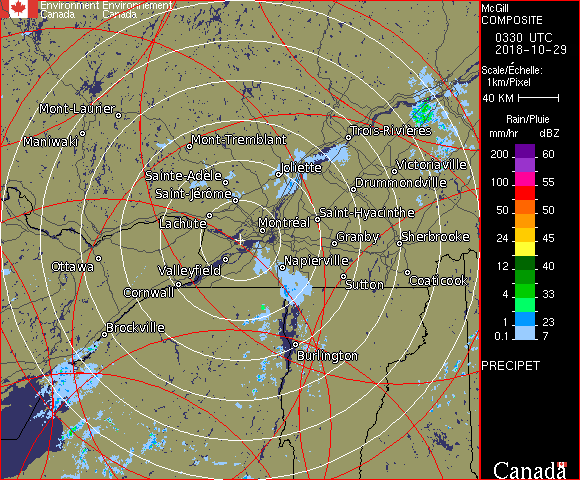 Environment Environnement
Canada Canada
McGill
COMPOSITE
0330 UTC
2018-10-29
Scale/Échelle:
1km/Pixel
40 KM
Rain/Pluie
mm/hr dBZ
200 60
100 55
50 50
24 45
12 40
4 33
1 23
0.1 7
PRECIPET
Canada
Mont-Laurier
Maniwaki
Mont-Tremblant
Trois-Rivières
Sainte-Adèle
Joliette
Victoriaville
Saint-Jérôme
Drummondville
Lachute
Montréal
Saint-Hyacinthe
Granby
Sherbrooke
Ottawa
Valleyfield
Napierville
Cornwall
Sutton
Coaticook
Brockville
Burlington